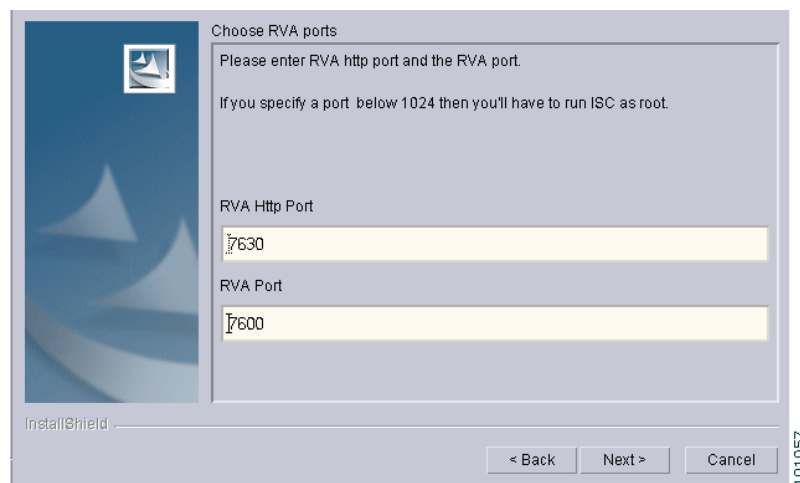 Choose RVA ports
Please enter RVA http port and the RVA port.
If you specify a port below 1024 then you'll have to run ISC as root.
RVA Http Port
7630
RVA Port
7600
InstallShield
< Back
Next >
Cancel
101057